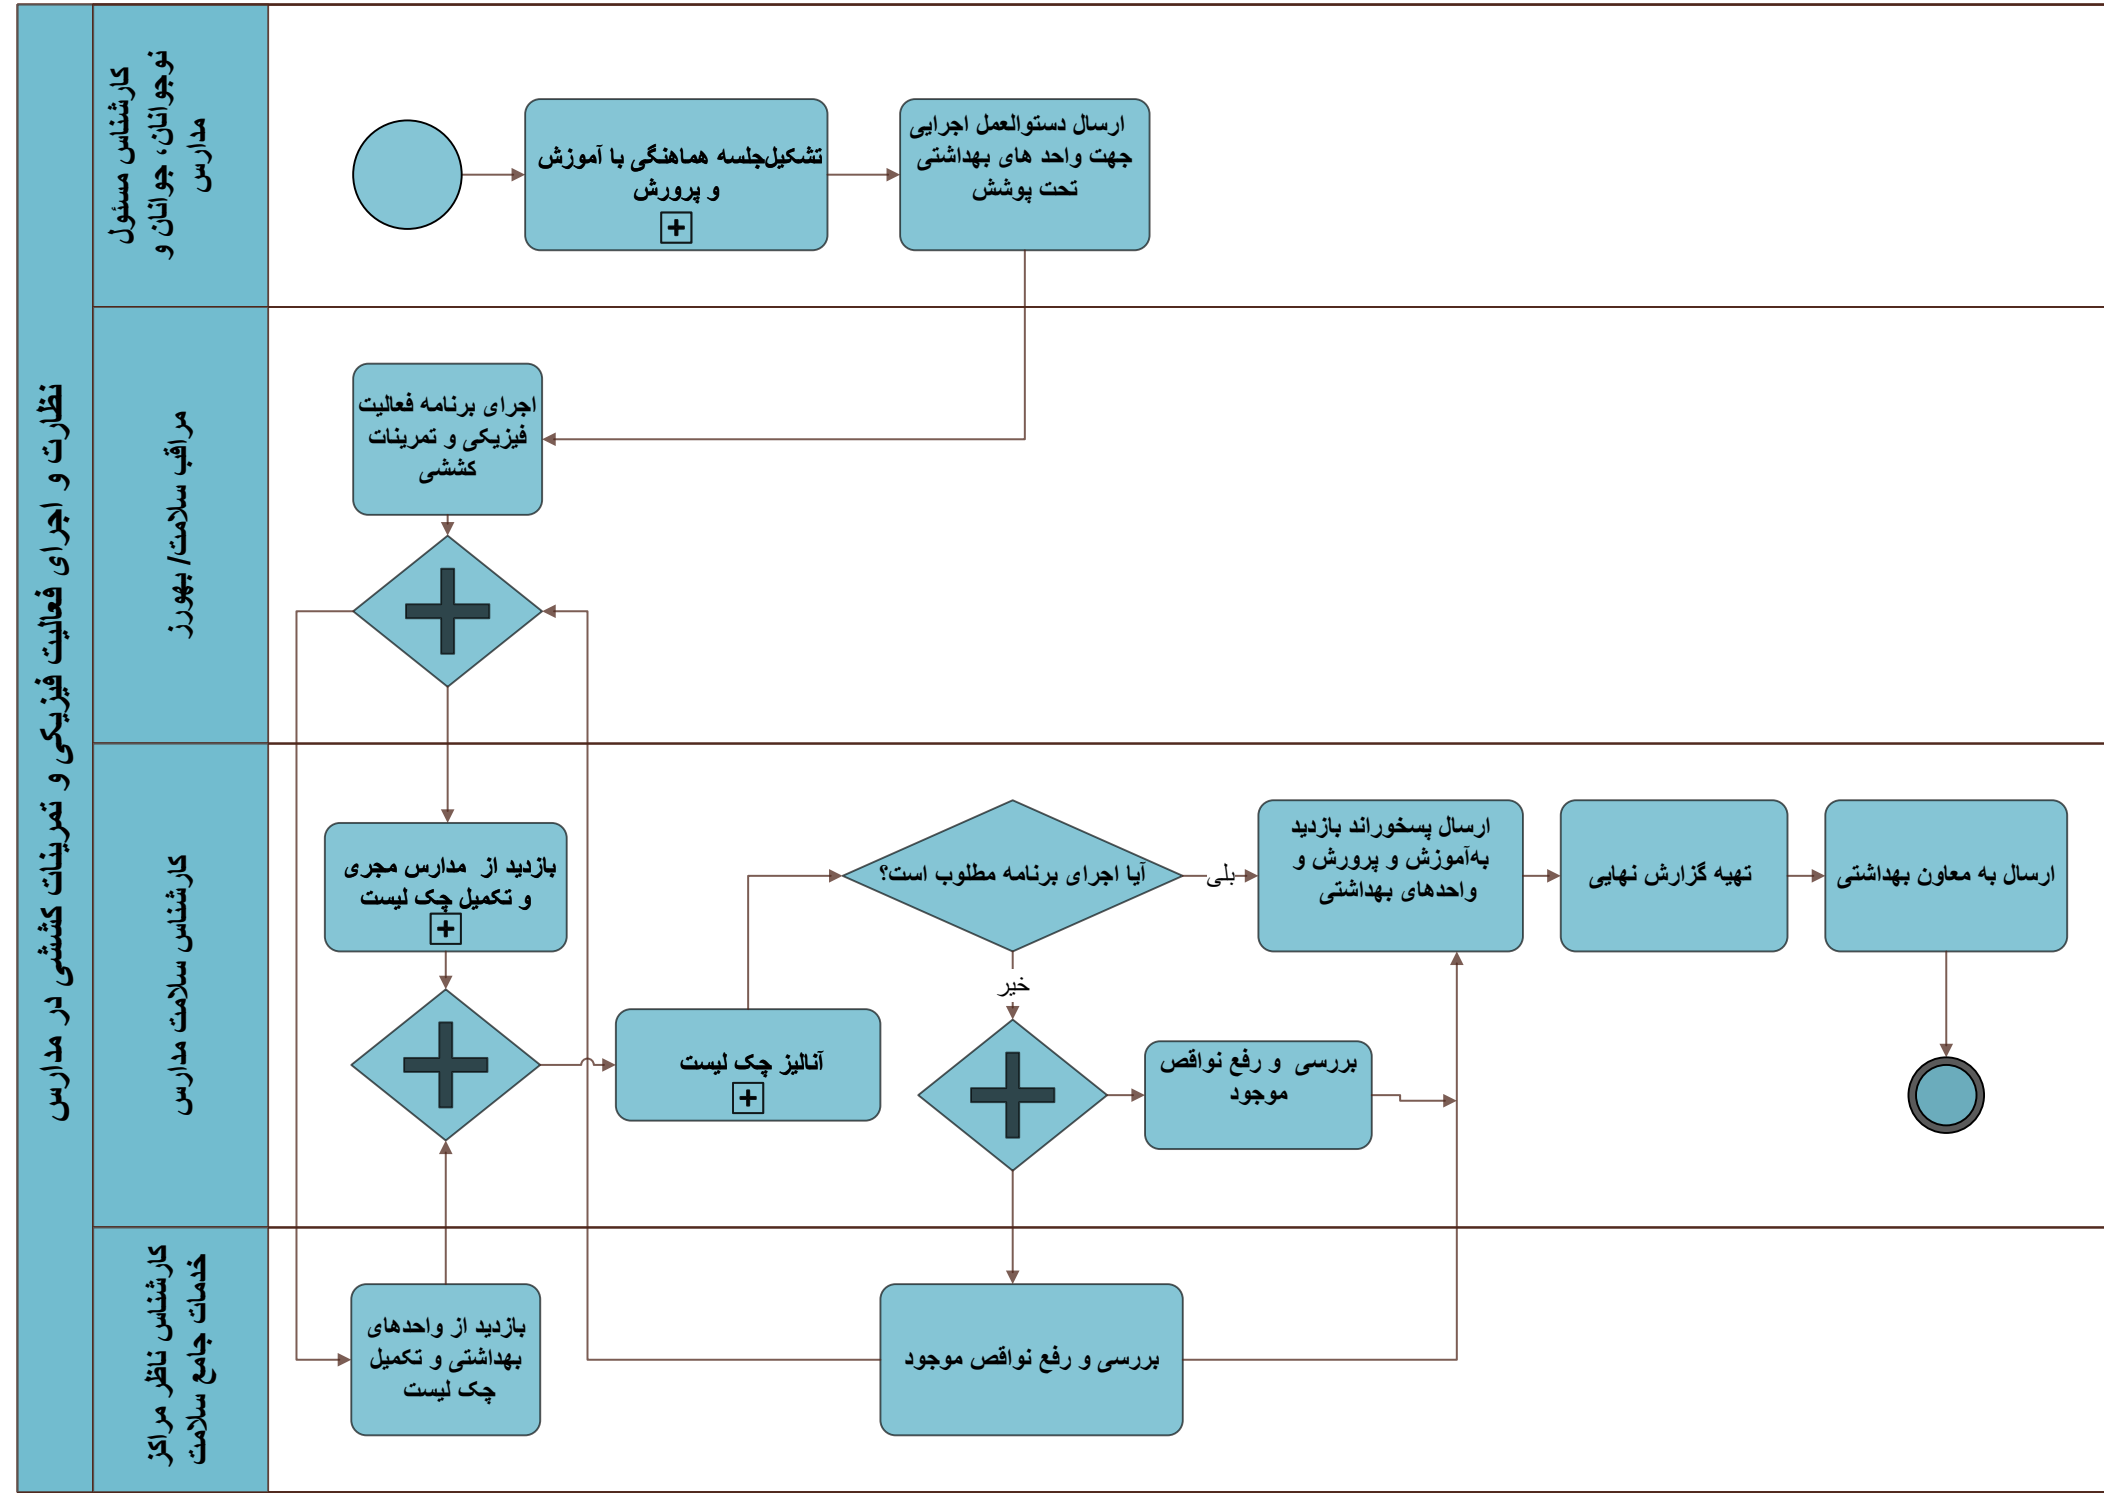 نظارت و اجرای فعالیت فیزیکی و تمرینات کششی در مدارس
کارشناس مسئول
نوجوانان، جوانان و
مدارس
تشکیل‌جلسه هماهنگی با آموزش
و پرورش
ارسال دستوالعمل اجرایی
جهت واحد های بهداشتی
تحت پوشش
مراقب سلامت/ بهورز
اجرای برنامه فعالیت
فیزیکی و تمرینات
کششی
کارشناس سلامت مدارس
بازدید از مدارس مجری
و تکمیل چک لیست
آنالیز چک لیست
آیا اجرای برنامه مطلوب است؟
بلی
خیر
ارسال پسخوراند بازدید
به‌آموزش و پرورش و
واحدهای بهداشتی
تهیه گزارش نهایی
ارسال به معاون بهداشتی
بررسی و رفع نواقص
موجود
کارشناس ناظر مراکز
خدمات جامع سلامت
بازدید از واحدهای
بهداشتی و تکمیل
چک لیست
بررسی و رفع نواقص موجود